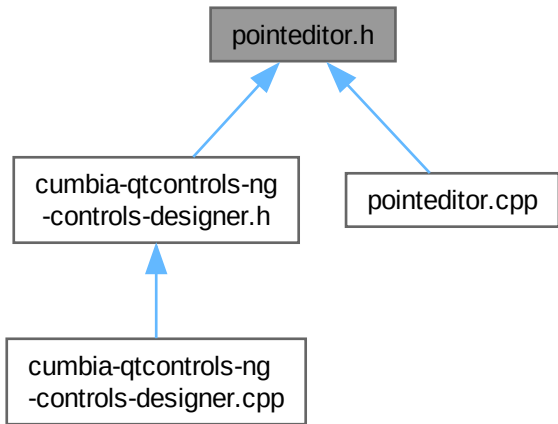 pointeditor.h
cumbia-qtcontrols-ng
-controls-designer.h
pointeditor.cpp
cumbia-qtcontrols-ng
-controls-designer.cpp